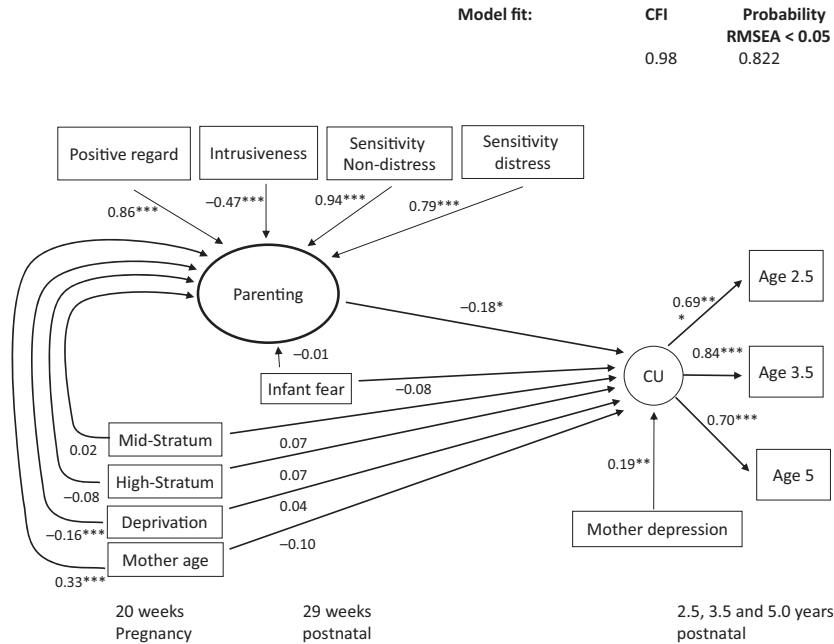 Model fit:
CFI
Probability
RMSEA < 0.05
0.98
0.822
Positive regard
Intrusiveness
Sensitivity
Non-distress
Sensitivity
distress
0.86***
–0.47***
0.94***
0.79***
Parenting
–0.18*
–0.01
Infant fear
–0.08
CU
0.69**
*
Age 2.5
0.84***
Age 3.5
0.70***
Age 5
Mid-Stratum
0.02
0.07
High-Stratum
–0.08
0.07
Deprivation
–0.16***
0.04
Mother age
0.33***
–0.10
0.19**
Mother depression
20 weeks
Pregnancy
29 weeks
postnatal
2.5, 3.5 and 5.0 years
postnatal